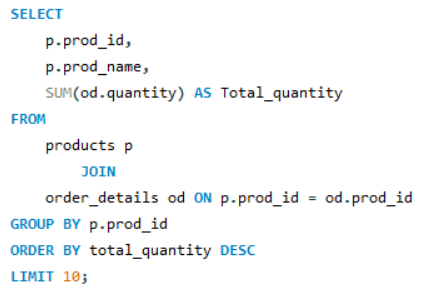 SELECT
p.prod_id,
p.prod_name,
SUM(od.quantity) AS Total_quantity
FROM
products p
JOIN
order_details od ON p.prod_id = od.prod_id
GROUP BY p.prod_id
ORDER BY total_quantity DESC
LIMIT 10;